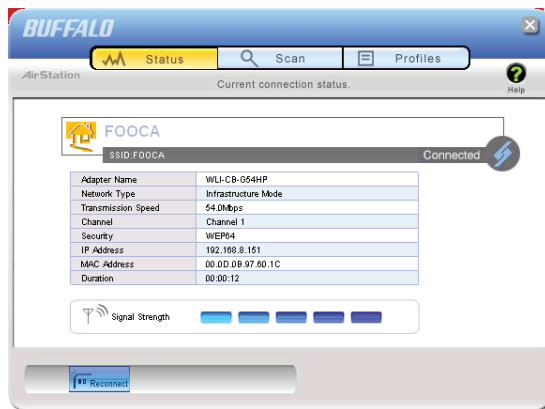 BUFFALO
Status Scan Profiles
AirStation
Current connection status.
Help
FOOCA
SSID:FOOCA Connected
Adapter Name WLI-CB-G54HP
Network Type Infrastructure Mode
Transmission Speed 54.0Mbps
Channel Channel 1
Security WEP64
IP Address 192.168.8.151
MAC Address 00.0D.0B.97.60.1C
Duration 00:00:12
Signal Strength
Reconnect